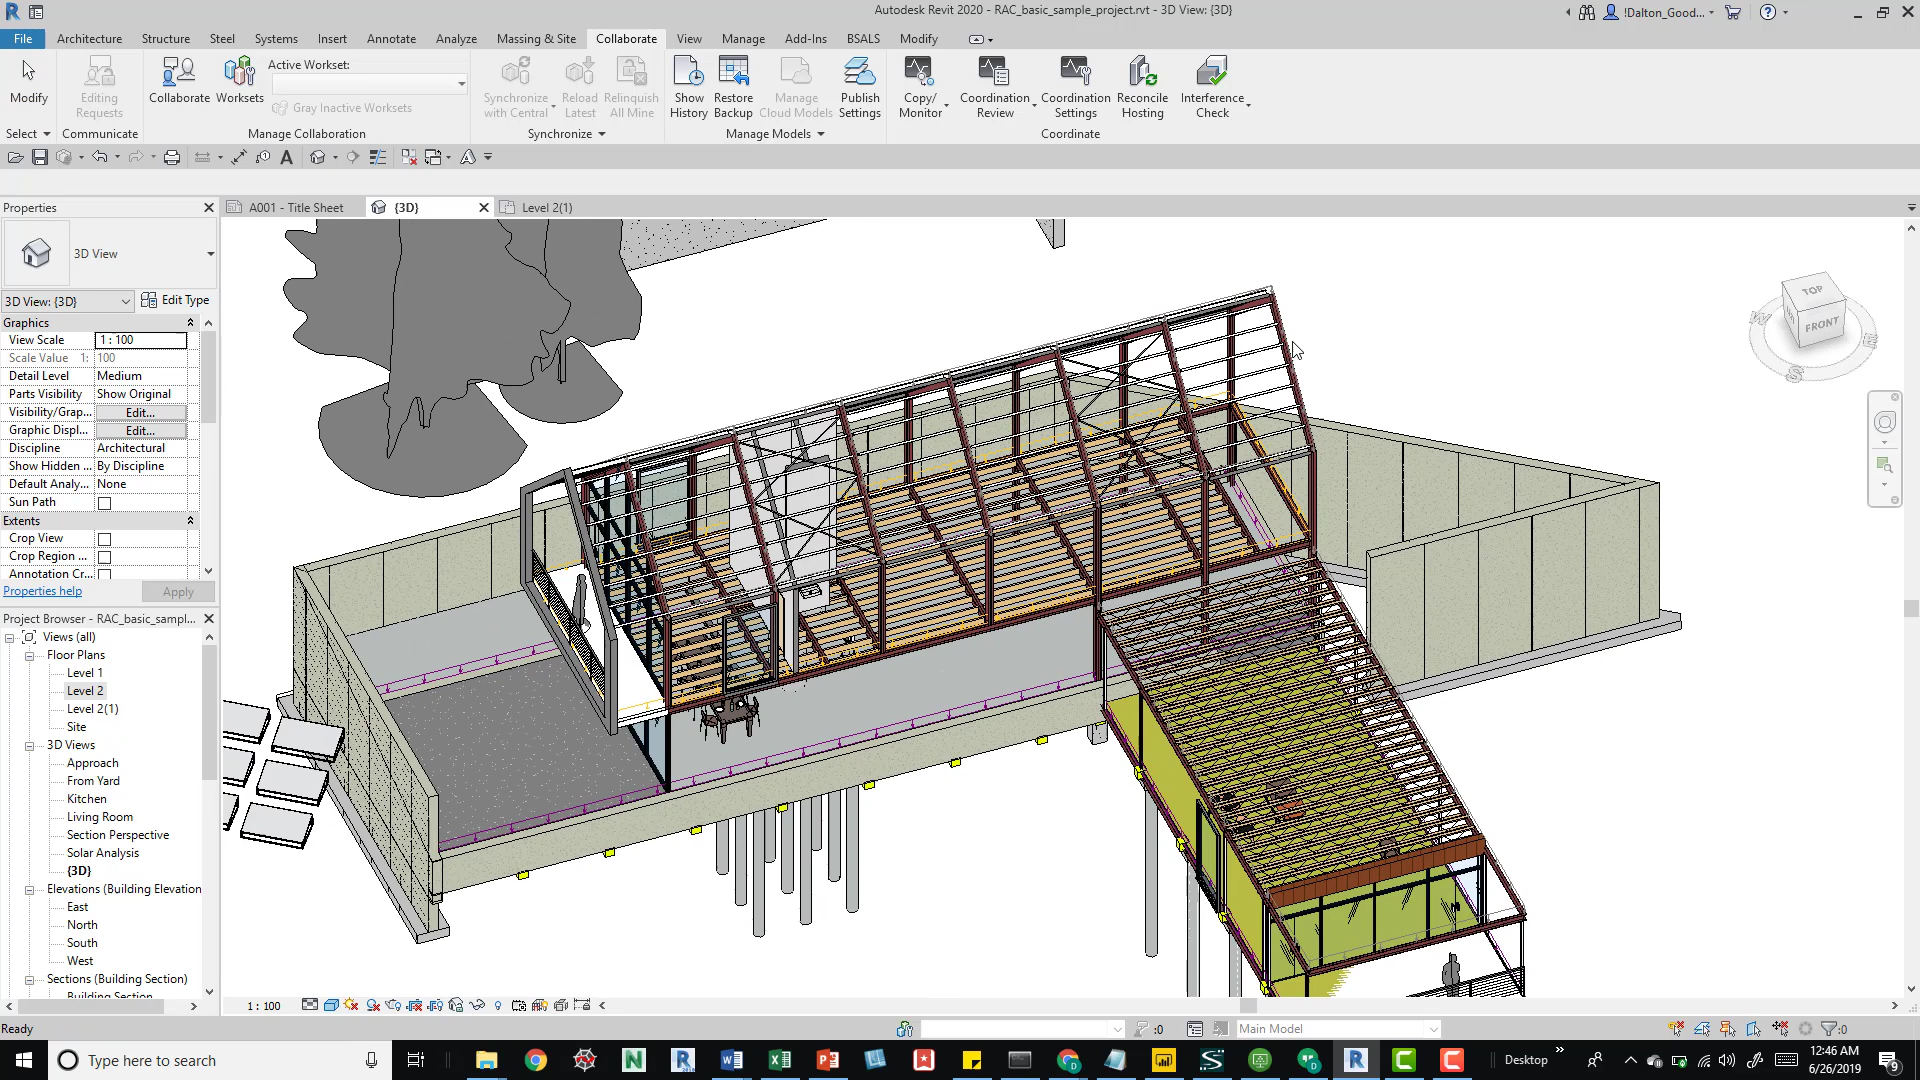 Autodesk Revit 2020 - RAC_basic_sample_project.rvt - 3D View: {3D}
!Dalton_Good...
File Architecture Structure Steel Systems Insert Annotate Analyze Massing & Site Collaborate View Manage Add-Ins BSALS Modify
Modify
Editing Requests
Collaborate
Worksets
Active Workset:
Gray Inactive Worksets
Synchronize with Central
Reload Latest
Relinquish All Mine
Show History
Restore Backup
Manage Cloud Models
Publish Settings
Copy/ Monitor
Coordination Review
Coordination Settings
Reconcile Hosting
Interference Check
Select Communicate Manage Collaboration Synchronize Manage Models Coordinate
Properties
A001 - Title Sheet
{3D}
Level 2(1)
3D View
3D View: {3D}
Edit Type
Graphics
View Scale 1 : 100
Scale Value 1: 100
Detail Level Medium
Parts Visibility Show Original
Visibility/Grap... Edit...
Graphic Displ... Edit...
Discipline Architectural
Show Hidden ... By Discipline
Default Analy... None
Sun Path
Extents
Crop View
Crop Region ...
Annotation Cr...
Properties help Apply
Project Browser - RAC_basic_sampl...
Views (all)
Floor Plans
Level 1
Level 2
Level 2(1)
Site
3D Views
Approach
From Yard
Kitchen
Living Room
Section Perspective
Solar Analysis
{3D}
Elevations (Building Elevation
East
North
South
West
Sections (Building Section)
Building Section
TOP
FRONT
W
E
S
1 : 100
Ready
:0
Main Model
:0
Type here to search
Desktop
12:46 AM
6/26/2019
9